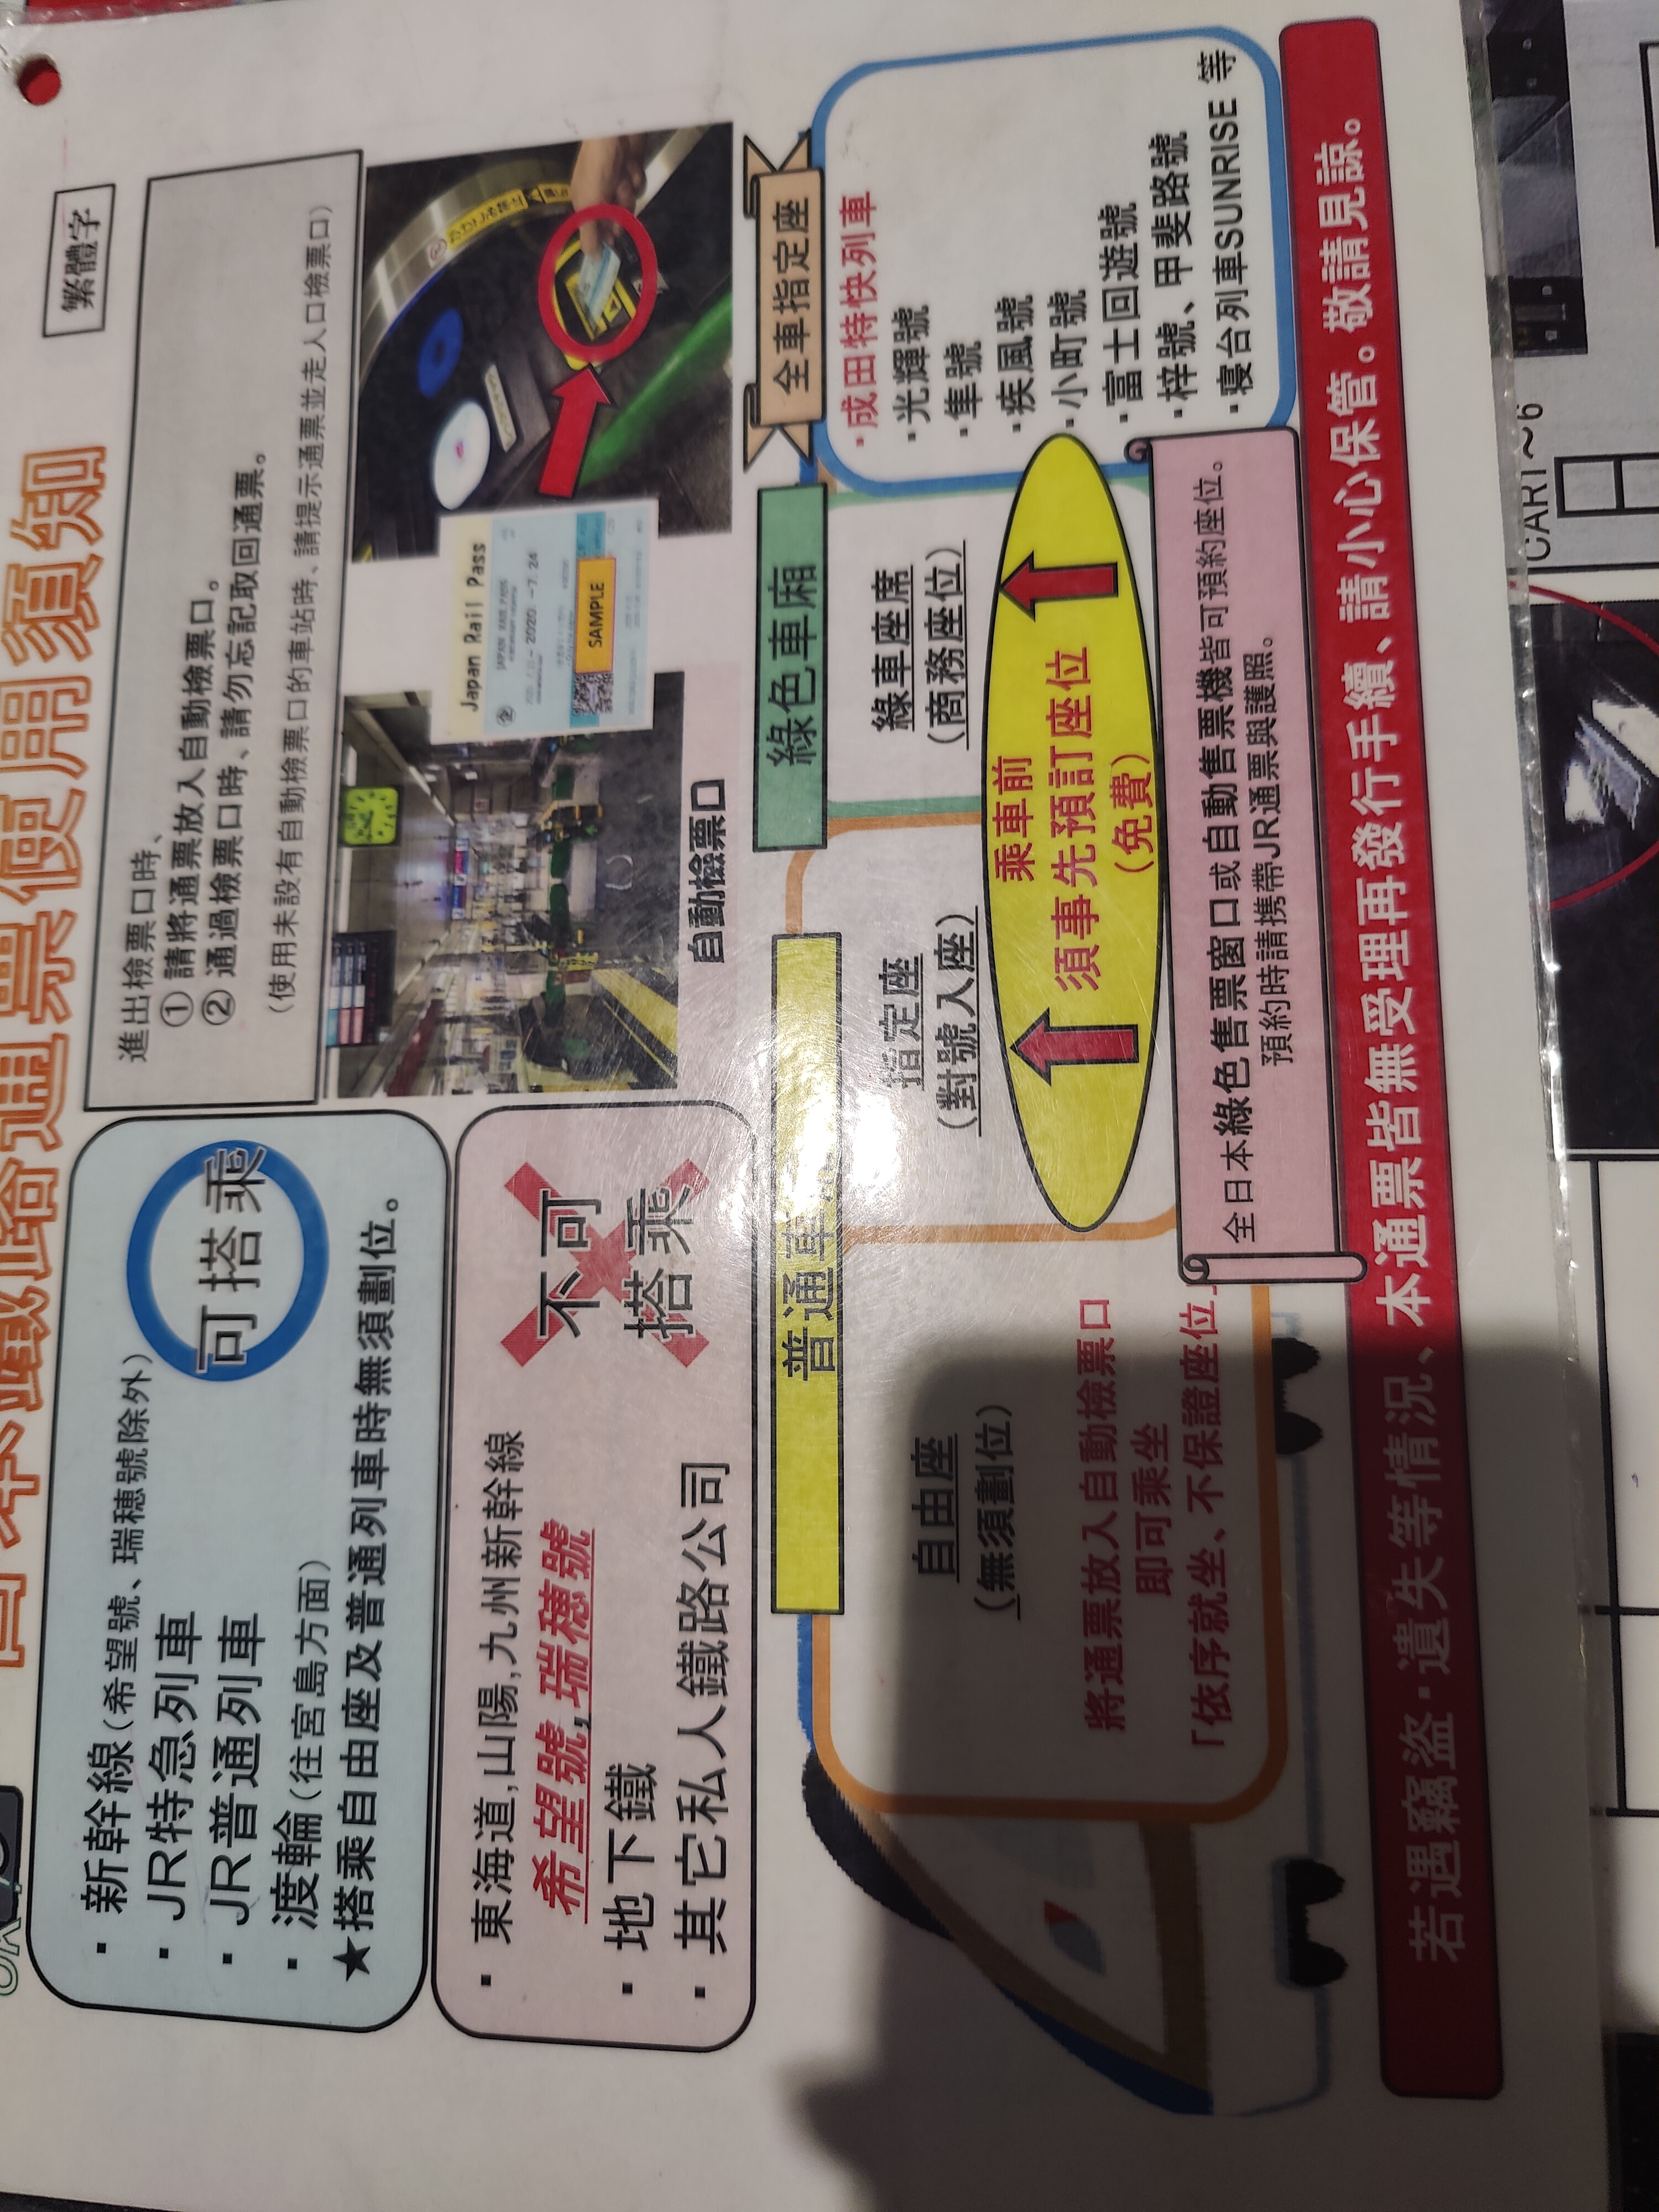 日本鐵路通票使用須知
繁體字
・新幹線(希望號、瑞穗號除外)
・JR特急列車
・JR普通列車
・渡輪(往宮島方面)
★搭乘自由座及普通列車時無須劃位。
可搭乘
進出檢票口時、
① 請將通票放入自動檢票口。
② 通過檢票口時、請勿忘記取回通票。
(使用未設有自動檢票口的車站時、請提示通票並走人口檢票口)
・東海道,山陽,九州新幹線
希望號,瑞穗號
・地下鐵
・其它私人鐵路公司
不可
搭乘
Japan Rail Pass
JAPAN RAIL PASS
2020. -7. 24
SAMPLE
自動檢票口
普通車
綠色車廂
全車指定座
自由座
(無須劃位)
將通票放入自動檢票口
即可乘坐
「依序就坐、不保證座位」
指定座
(對號入座)
綠車座席
(商務座位)
乘車前
須事先預訂座位
(免費)
・成田特快列車
・光輝號
・隼號
・疾風號
・小町號
・富士回遊號
・梓號、甲斐路號
・寝台列車SUNRISE 等
全日本綠色售票窗口或自動售票機皆可預約座位。
預約時請携帶JR通票與護照。
若遇竊盜・遺失等情況、本通票皆無受理再發行手續、請小心保管。敬請見諒。
CAR1～6